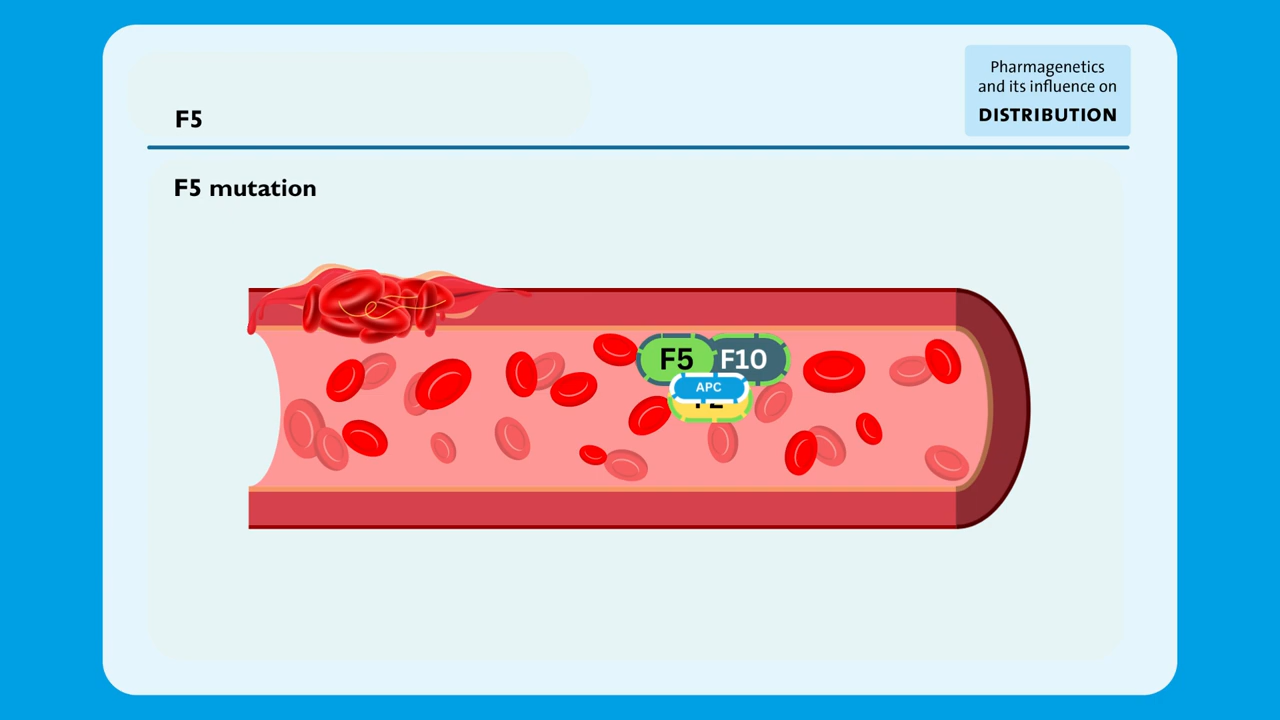 Pharmagenetics
and its influence on
DISTRIBUTION
F5
F5 mutation
F5
F10
APC